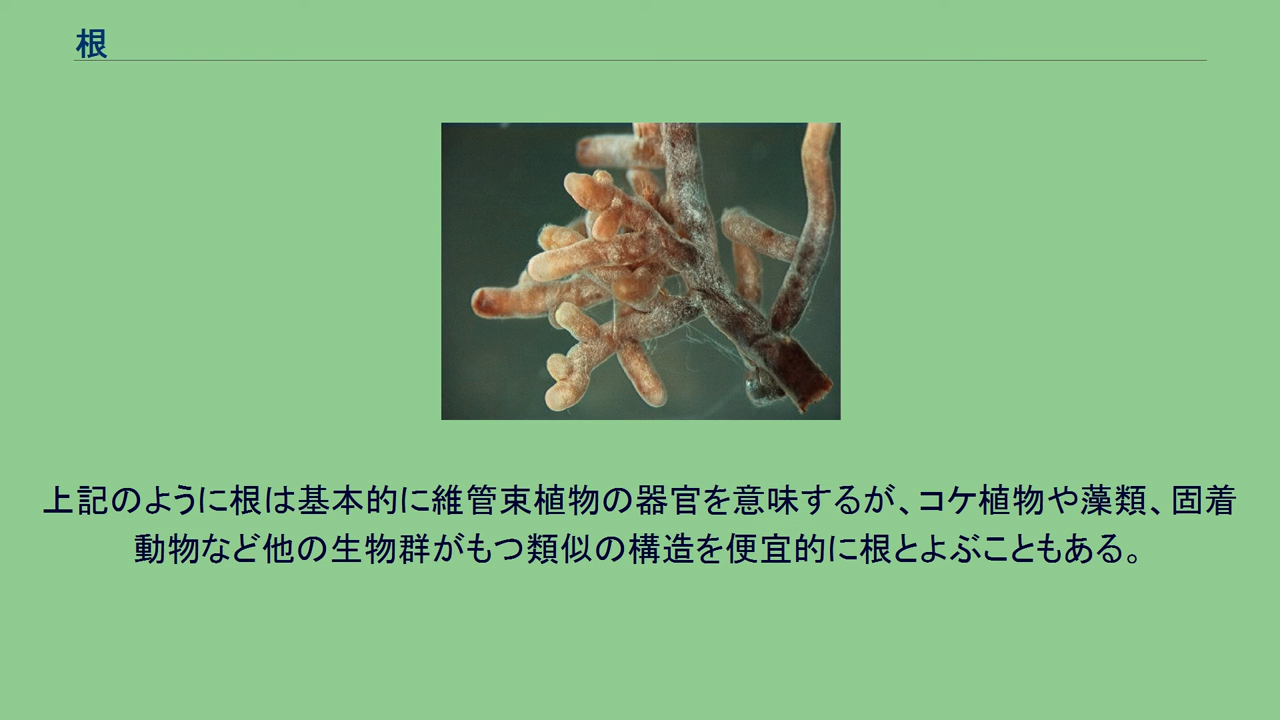 根
上記のように根は基本的に維管束植物の器官を意味するが、コケ植物や藻類、固着
動物など他の生物群がもつ類似の構造を便宜的に根とよぶこともある。